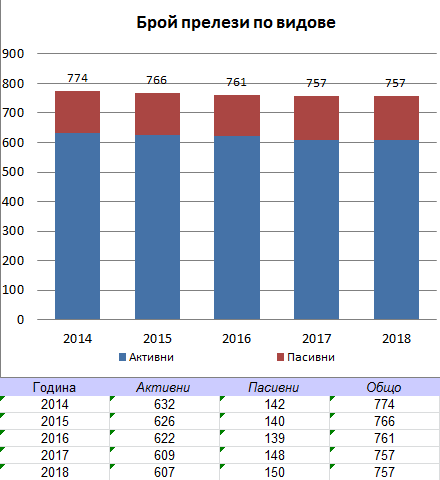 Брой прелези по видове
900
800
700
600
500
400
300
200
100
0
774 766 761 757 757
2014 2015 2016 2017 2018
Активни Пасивни
Година Активни Пасивни Общо
2014 632 142 774
2015 626 140 766
2016 622 139 761
2017 609 148 757
2018 607 150 757